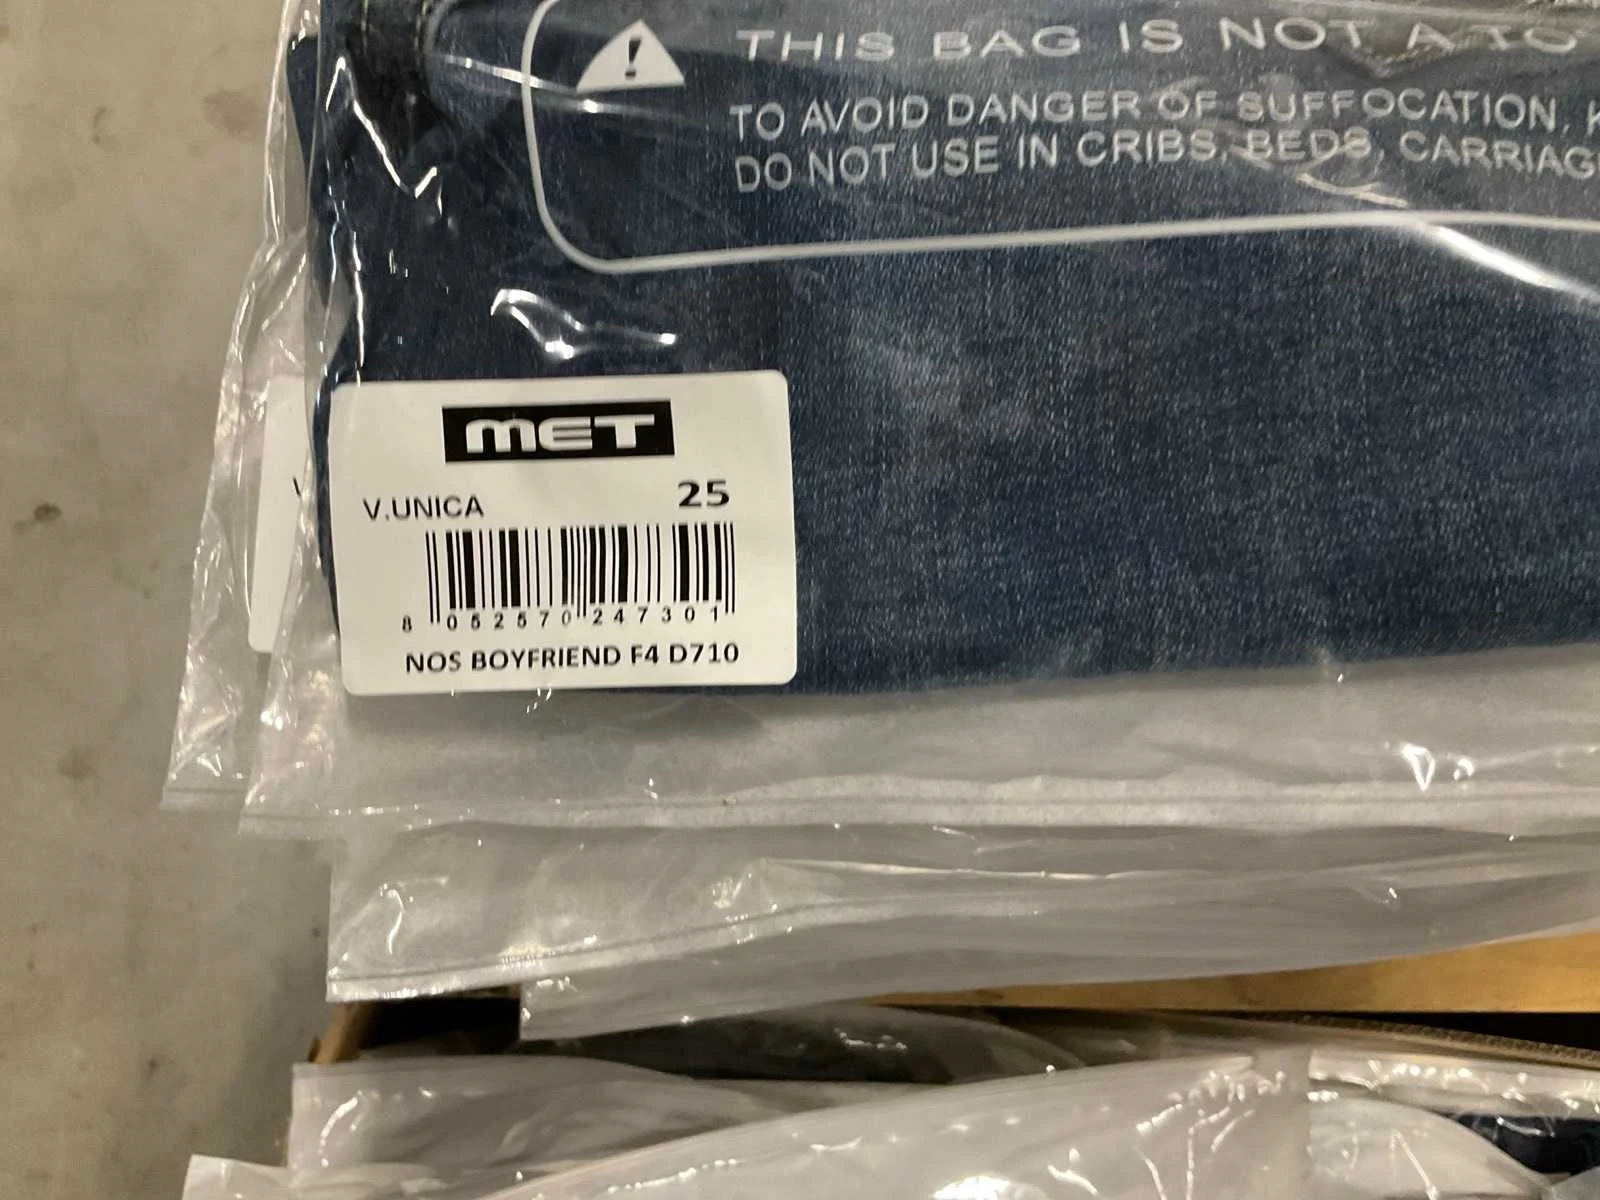 THIS BAG IS NOT A TO
TO AVOID DANGER OF SUFFOCATION, K
DO NOT USE IN CRIBS, BEDS, CARRIAG
MET
V.UNICA 25
8 052570 247301
NOS BOYFRIEND F4 D710